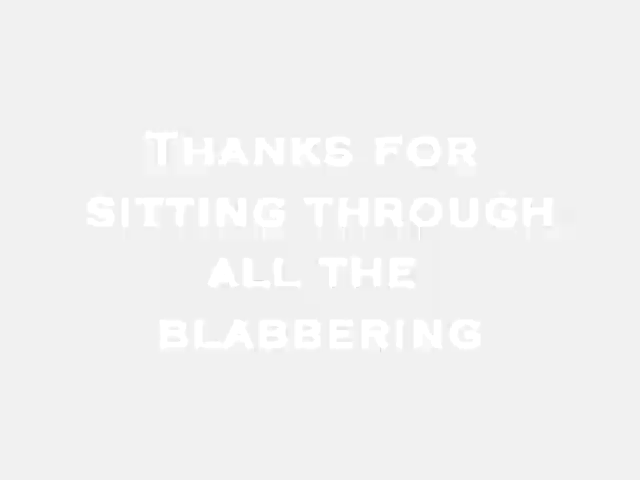 Thanks for
sitting through
all the
blabbering